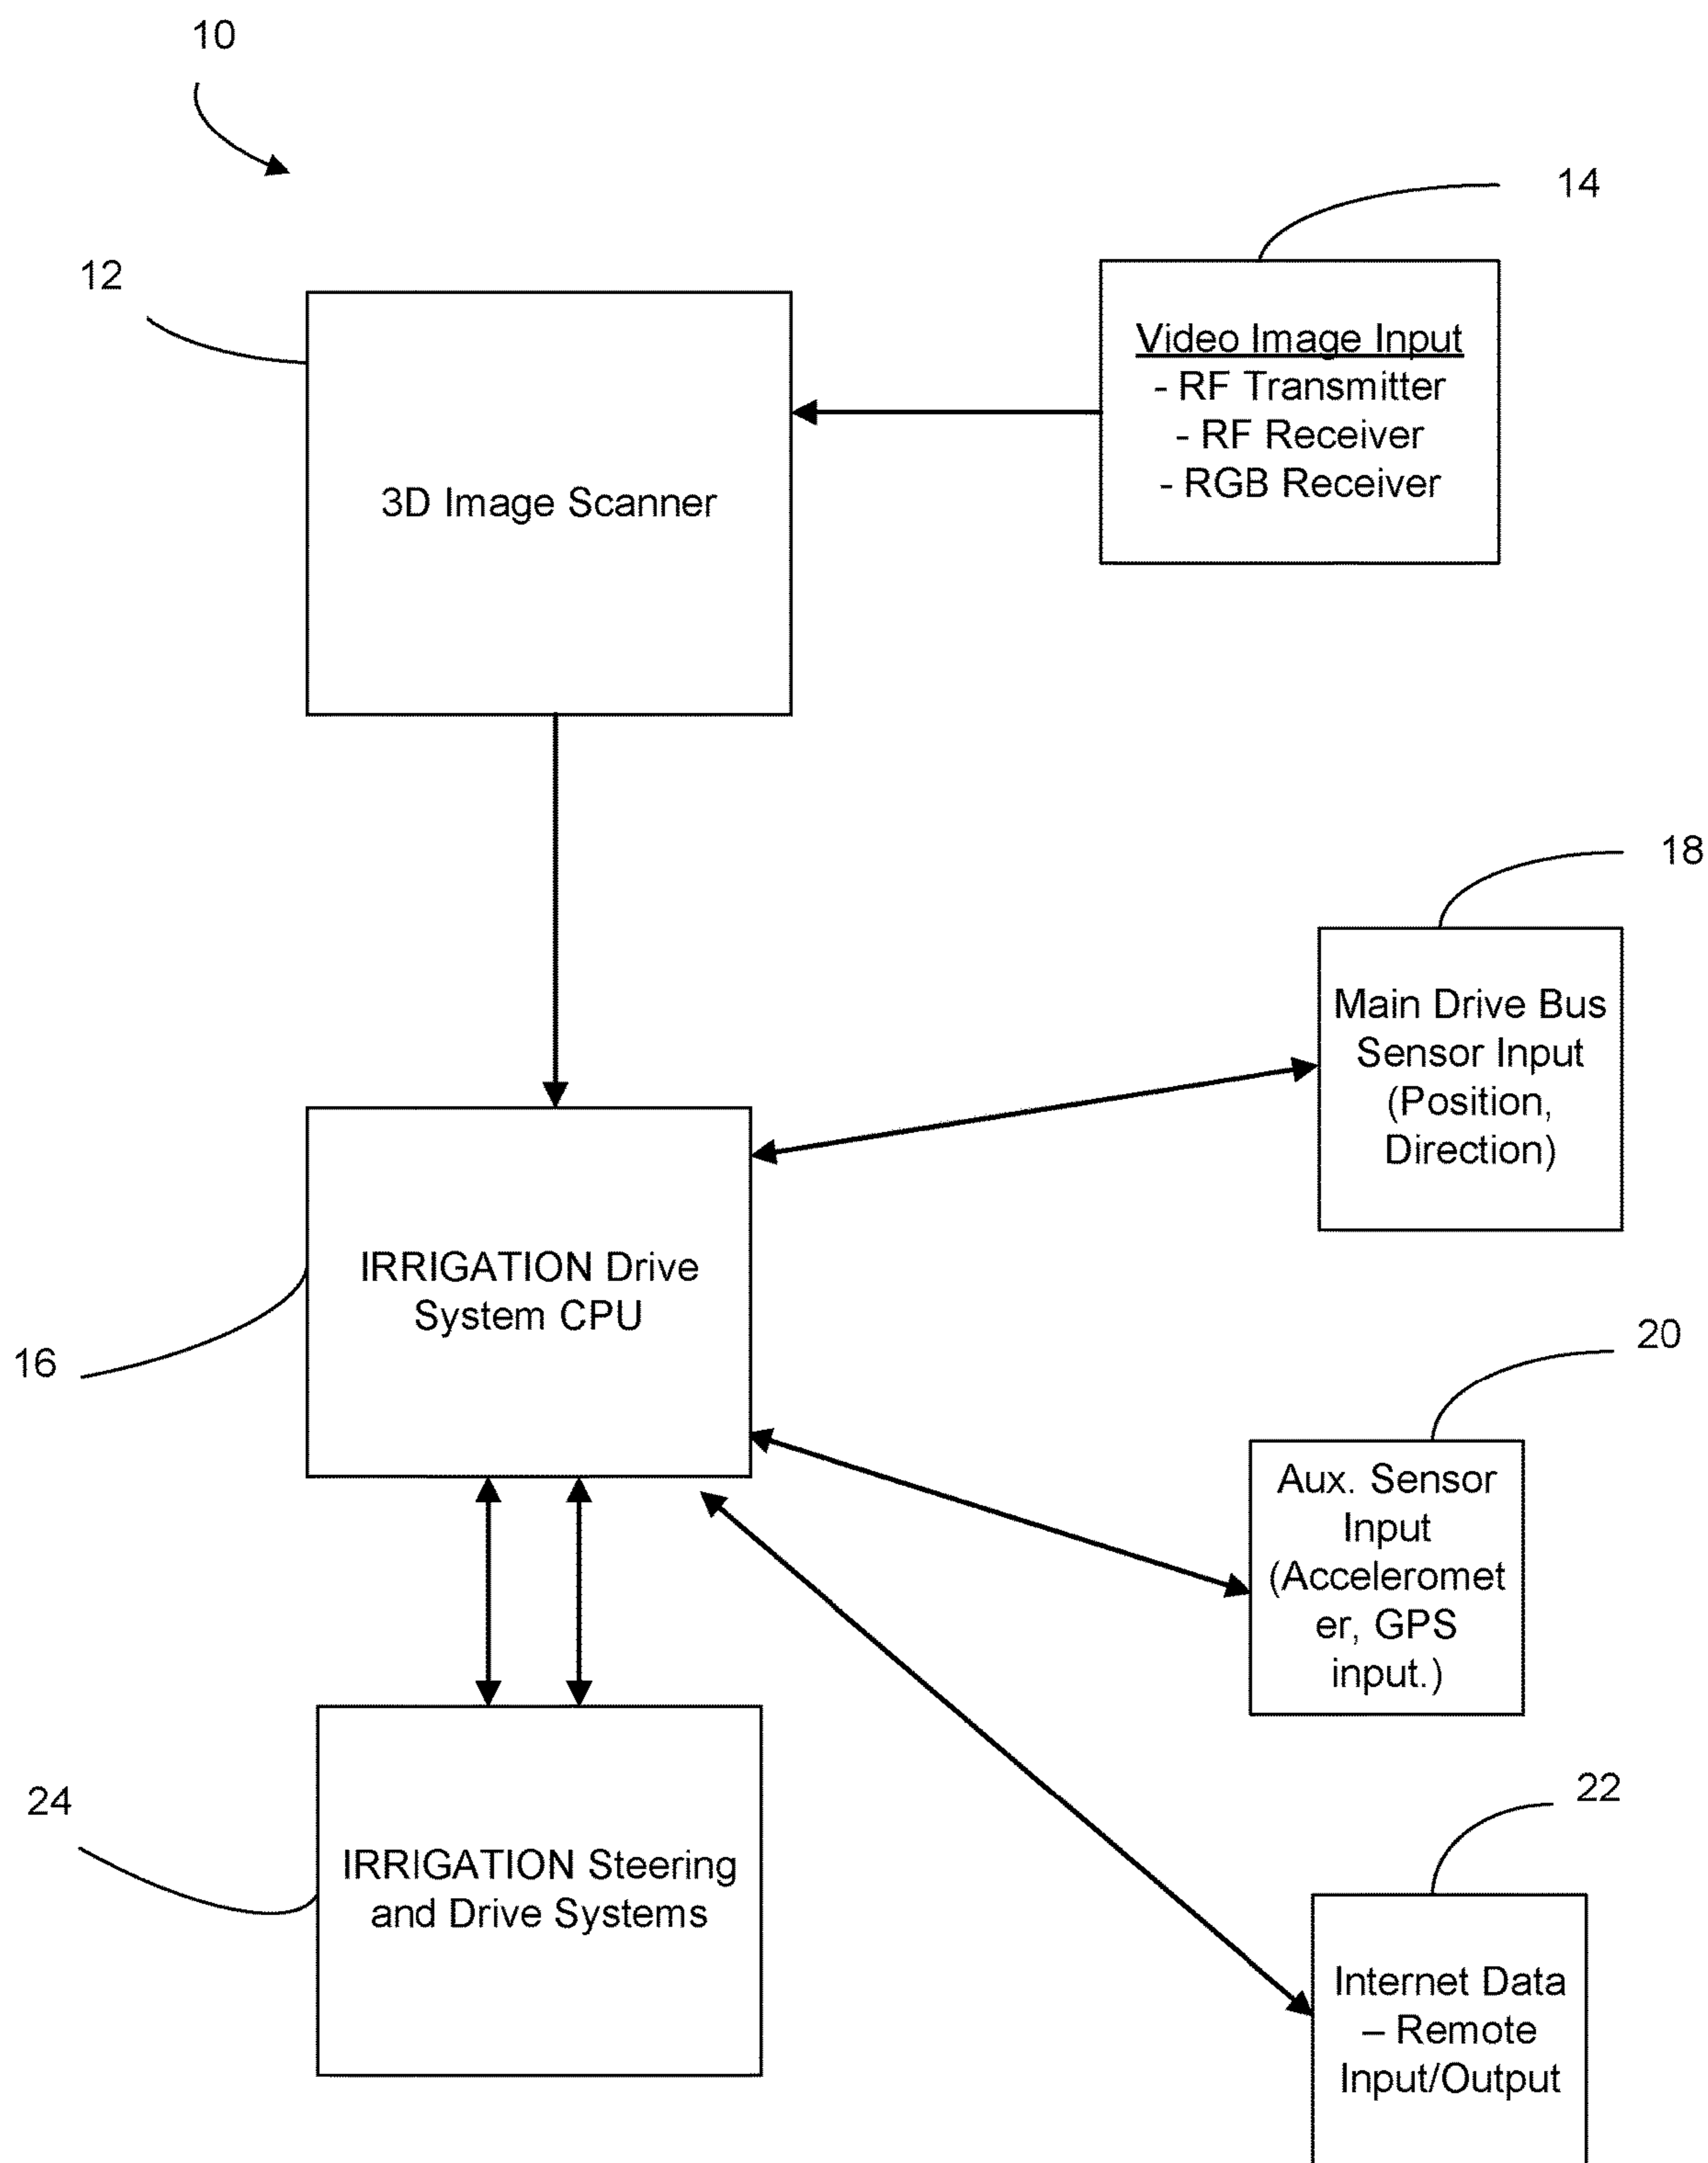 10
14
12
Video Image Input
- RF Transmitter
- RF Receiver
- RGB Receiver
3D Image Scanner
18
Main Drive Bus
Sensor Input
(Position,
Direction)
IRRIGATION Drive
System CPU
16
20
Aux. Sensor
Input
(Acceleromet
er, GPS
input.)
24
22
IRRIGATION Steering
and Drive Systems
Internet Data
– Remote
Input/Output